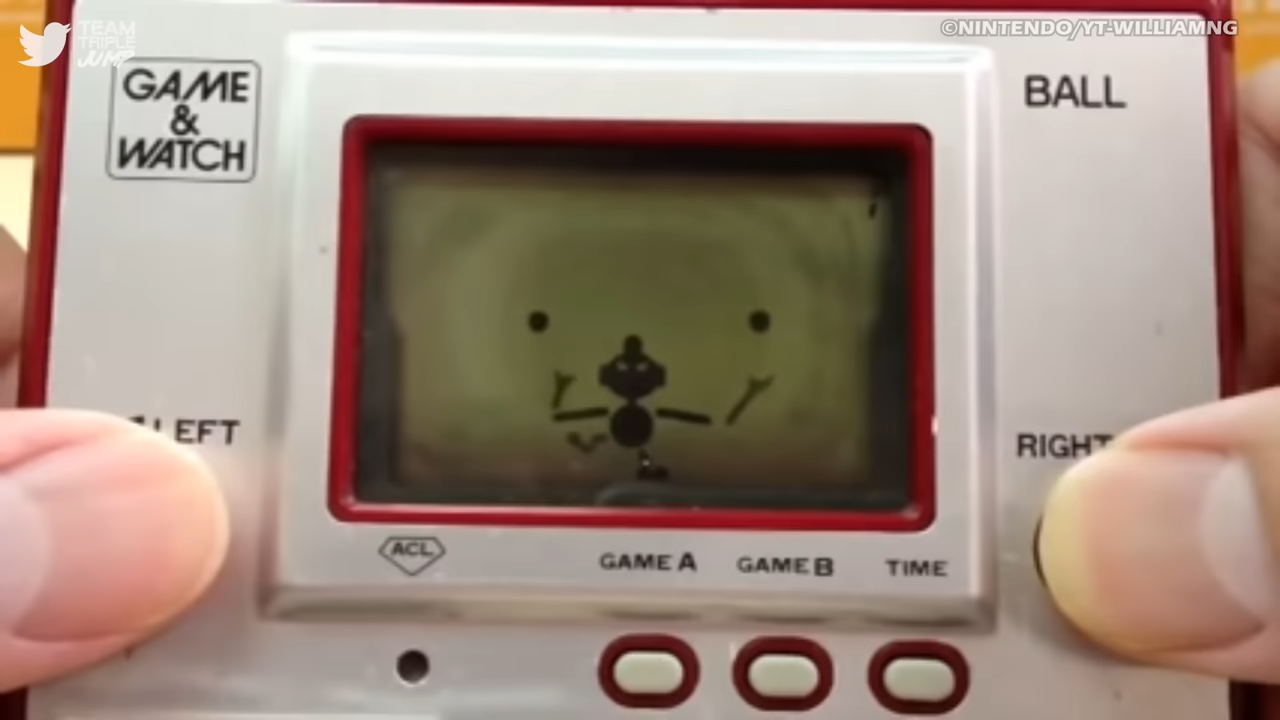 TEAM
TRIPLE
JUMP
©NINTENDO/YT-WILLIAMNG
GAME
&
WATCH
BALL
LEFT
RIGHT
ACL
GAME A
GAME B
TIME